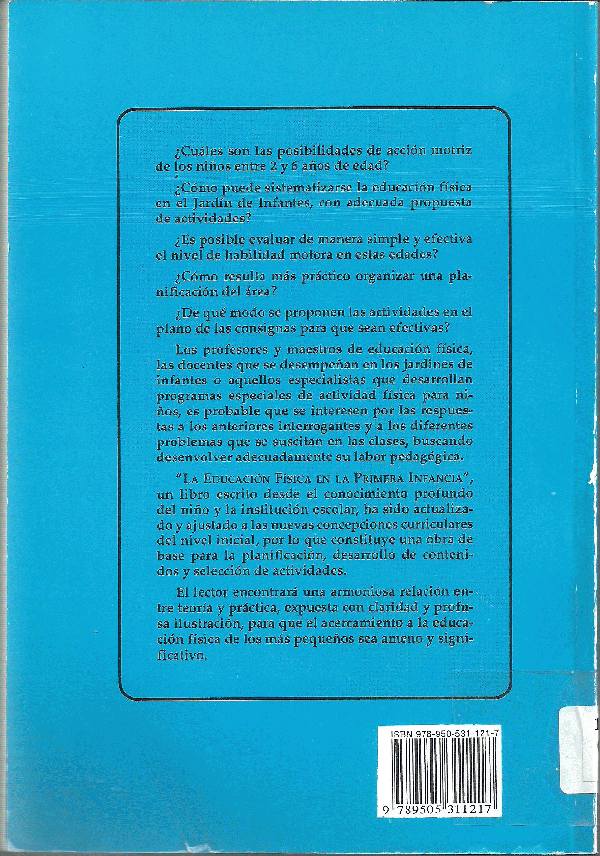 ¿Cuáles son las posibilidades de acción motriz
de los niños entre 2 y 6 años de edad?
¿Cómo puede sistematizarse la educación física
en el Jardín de Infantes, con adecuada propuesta
de actividades?
¿Es posible evaluar de manera simple y efectiva
el nivel de habilidad motora en estas edades?
¿Cómo resulta más práctico organizar una pla-
nificación del área?
¿De qué modo se proponen las actividades en el
plano de las consignas para que sean efectivas?
Los profesores y maestros de educación física,
las docentes que se desempeñan en los jardines de
infantes o aquellos especialistas que desarrollan
programas especiales de actividad física para ni-
ños, es probable que se interesen por las respues-
tas a los anteriores interrogantes y a los diferentes
problemas que se suscitan en las clases, buscando
desenvolver adecuadamente su labor pedagógica.
"LA EDUCACIÓN FÍSICA EN LA PRIMERA INFANCIA",
un libro escrito desde el conocimiento profundo
del niño y la institución escolar, ha sido actualiza-
do y ajustado a las nuevas concepciones curriculares
del nivel inicial, por lo que constituye una obra de
base para la planificación, desarrollo de conteni-
dos y selección de actividades.
El lector encontrará una armoniosa relación en-
tre teoría y práctica, expuesta con claridad y profu-
sa ilustración, para que el acercamiento a la educa-
ción física de los más pequeños sea ameno y signi-
ficativo.
ISBN 978-950-531-121-7
9 789505 311217